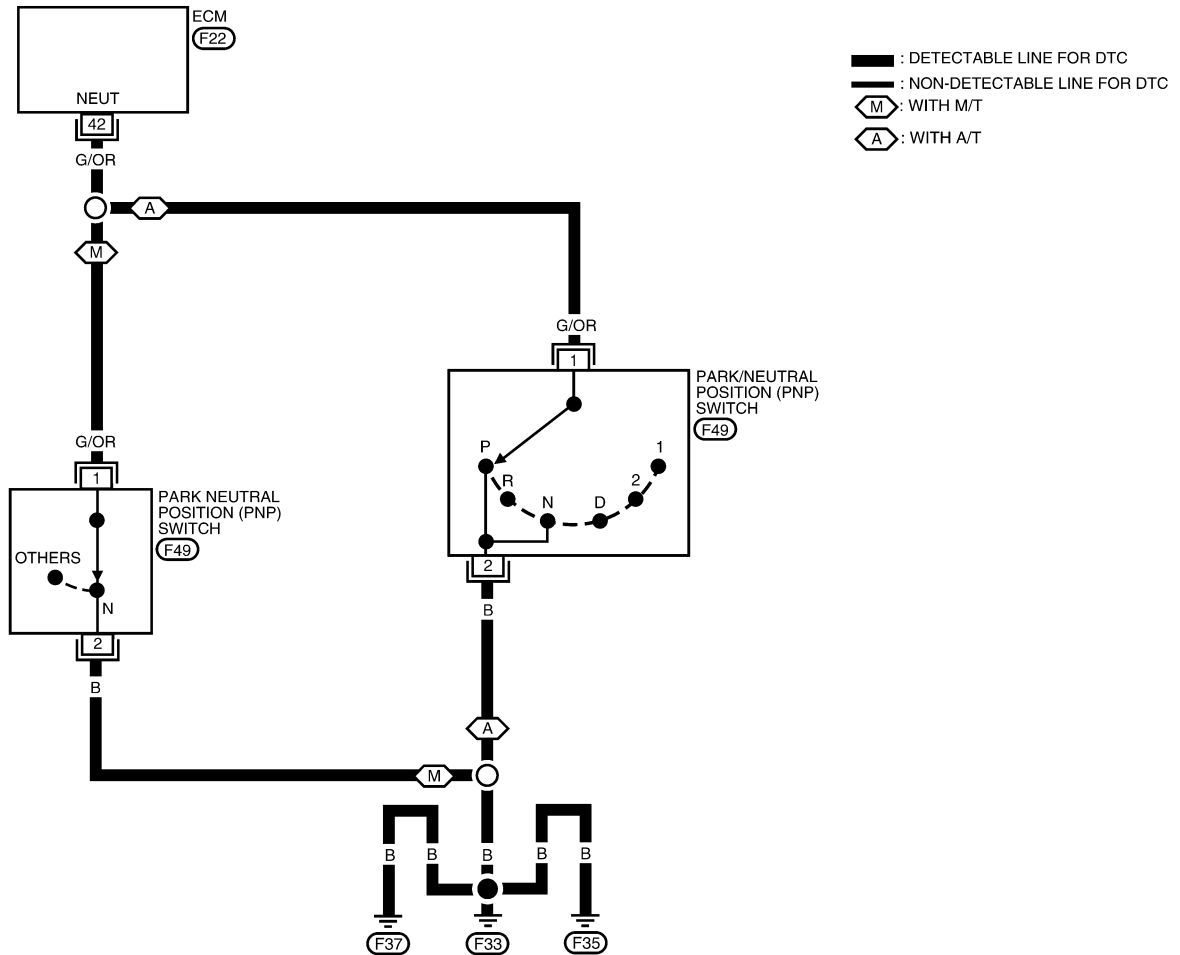 ECM
F22
NEUT
42
G/OR
: DETECTABLE LINE FOR DTC
: NON-DETECTABLE LINE FOR DTC
M : WITH M/T
A : WITH A/T
A
M
G/OR
1
PARK/NEUTRAL
POSITION (PNP)
SWITCH
F49
P
R
N
D
2
1
2
B
G/OR
1
PARK NEUTRAL
POSITION (PNP)
SWITCH
F49
OTHERS
N
2
B
A
M
B
B
B
B
B
F37
F33
F35